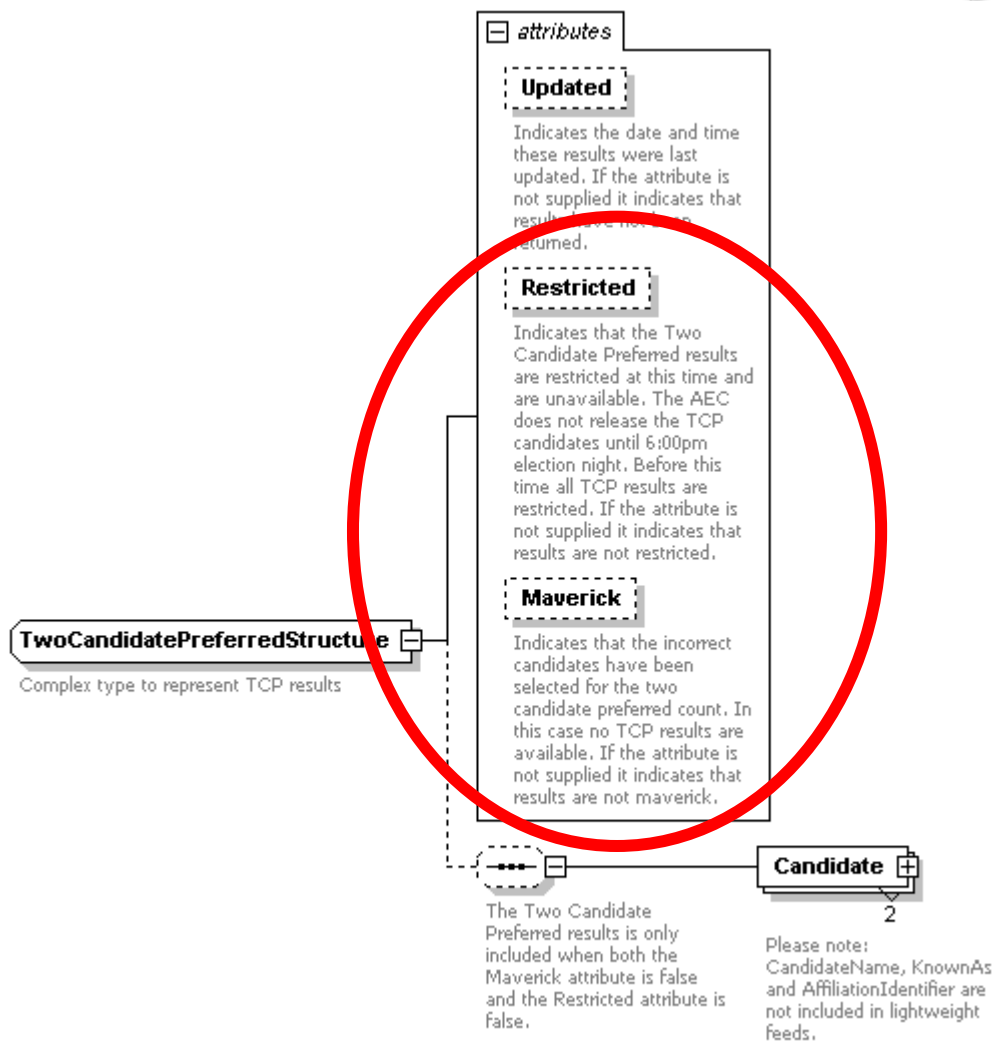 attributes
Updated
Indicates the date and time
these results were last
updated. If the attribute is
not supplied it indicates that
results have not been
returned.
Restricted
Indicates that the Two
Candidate Preferred results
are restricted at this time and
are unavailable. The AEC
does not release the TCP
candidates until 6:00pm
election night. Before this
time all TCP results are
restricted. If the attribute is
not supplied it indicates that
results are not restricted.
Maverick
Indicates that the incorrect
candidates have been
selected for the two
candidate preferred count. In
this case no TCP results are
available. If the attribute is
not supplied it indicates that
results are not maverick.
TwoCandidatePreferredStructure
Complex type to represent TCP results
Candidate
2
The Two Candidate
Preferred results is only
included when both the
Maverick attribute is false
and the Restricted attribute is
false.
Please note:
CandidateName, KnownAs
and AffiliationIdentifier are
not included in lightweight
feeds.